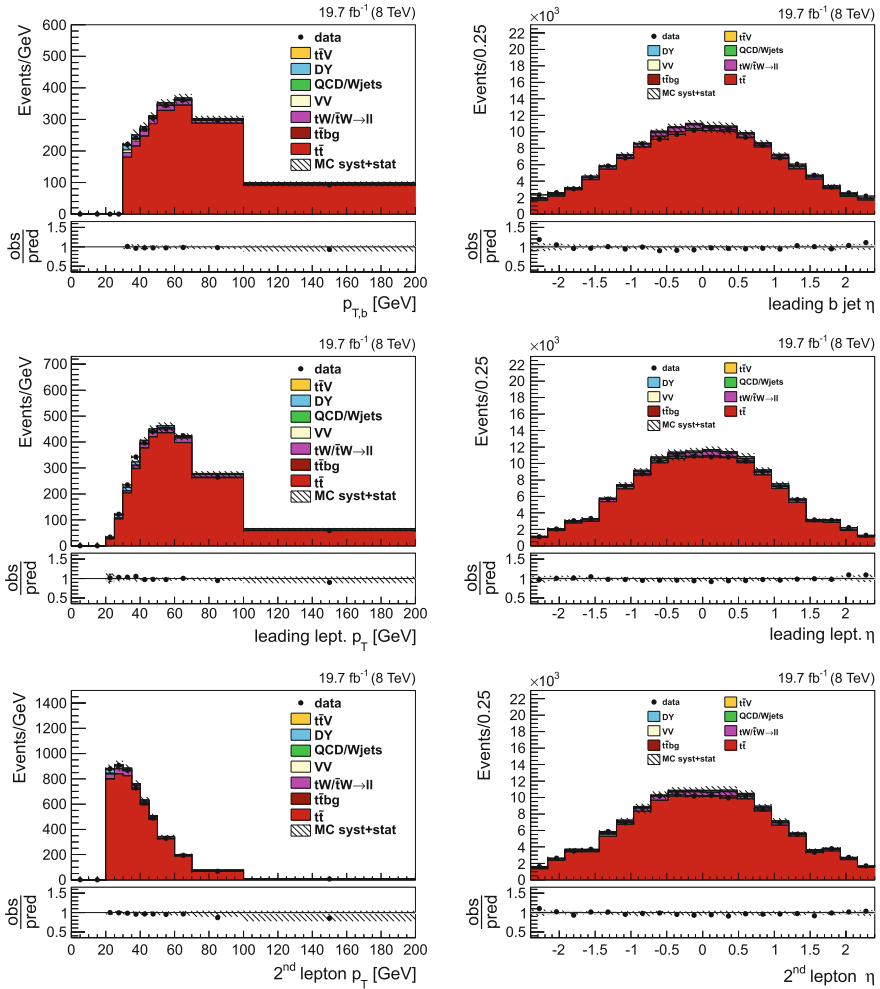 19.7 fb⁻¹ (8 TeV)
Events/GeV
600
500
400
300
200
100
0
data
tt̄V
DY
QCD/Wjets
VV
tW/t̄W→ll
tt̄bg
tt̄
MC syst+stat
obs
pred
1.5
1
0.5
0 20 40 60 80 100 120 140 160 180 200
p_T,b [GeV]
19.7 fb⁻¹ (8 TeV)
×10³
Events/0.25
22
20
18
16
14
12
10
8
6
4
2
0
data tt̄V
DY QCD/Wjets
VV tW/t̄W→ll
tt̄bg tt̄
MC syst+stat
obs
pred
1.5
1
0.5
-2 -1.5 -1 -0.5 0 0.5 1 1.5 2
leading b jet η
19.7 fb⁻¹ (8 TeV)
Events/GeV
700
600
500
400
300
200
100
0
data
tt̄V
DY
QCD/Wjets
VV
tW/t̄W→ll
tt̄bg
tt̄
MC syst+stat
obs
pred
1.5
1
0.5
0 20 40 60 80 100 120 140 160 180 200
leading lept. p_T [GeV]
19.7 fb⁻¹ (8 TeV)
×10³
Events/0.25
22
20
18
16
14
12
10
8
6
4
2
0
data tt̄V
DY QCD/Wjets
VV tW/t̄W→ll
tt̄bg tt̄
MC syst+stat
obs
pred
1.5
1
0.5
-2 -1.5 -1 -0.5 0 0.5 1 1.5 2
leading lept. η
19.7 fb⁻¹ (8 TeV)
Events/GeV
1400
1200
1000
800
600
400
200
0
data
tt̄V
DY
QCD/Wjets
VV
tW/t̄W→ll
tt̄bg
tt̄
MC syst+stat
obs
pred
1.5
1
0.5
0 20 40 60 80 100 120 140 160 180 200
2ⁿᵈ lepton p_T [GeV]
19.7 fb⁻¹ (8 TeV)
×10³
Events/0.25
22
20
18
16
14
12
10
8
6
4
2
0
data tt̄V
DY QCD/Wjets
VV tW/t̄W→ll
tt̄bg tt̄
MC syst+stat
obs
pred
1.5
1
0.5
-2 -1.5 -1 -0.5 0 0.5 1 1.5 2
2ⁿᵈ lepton η